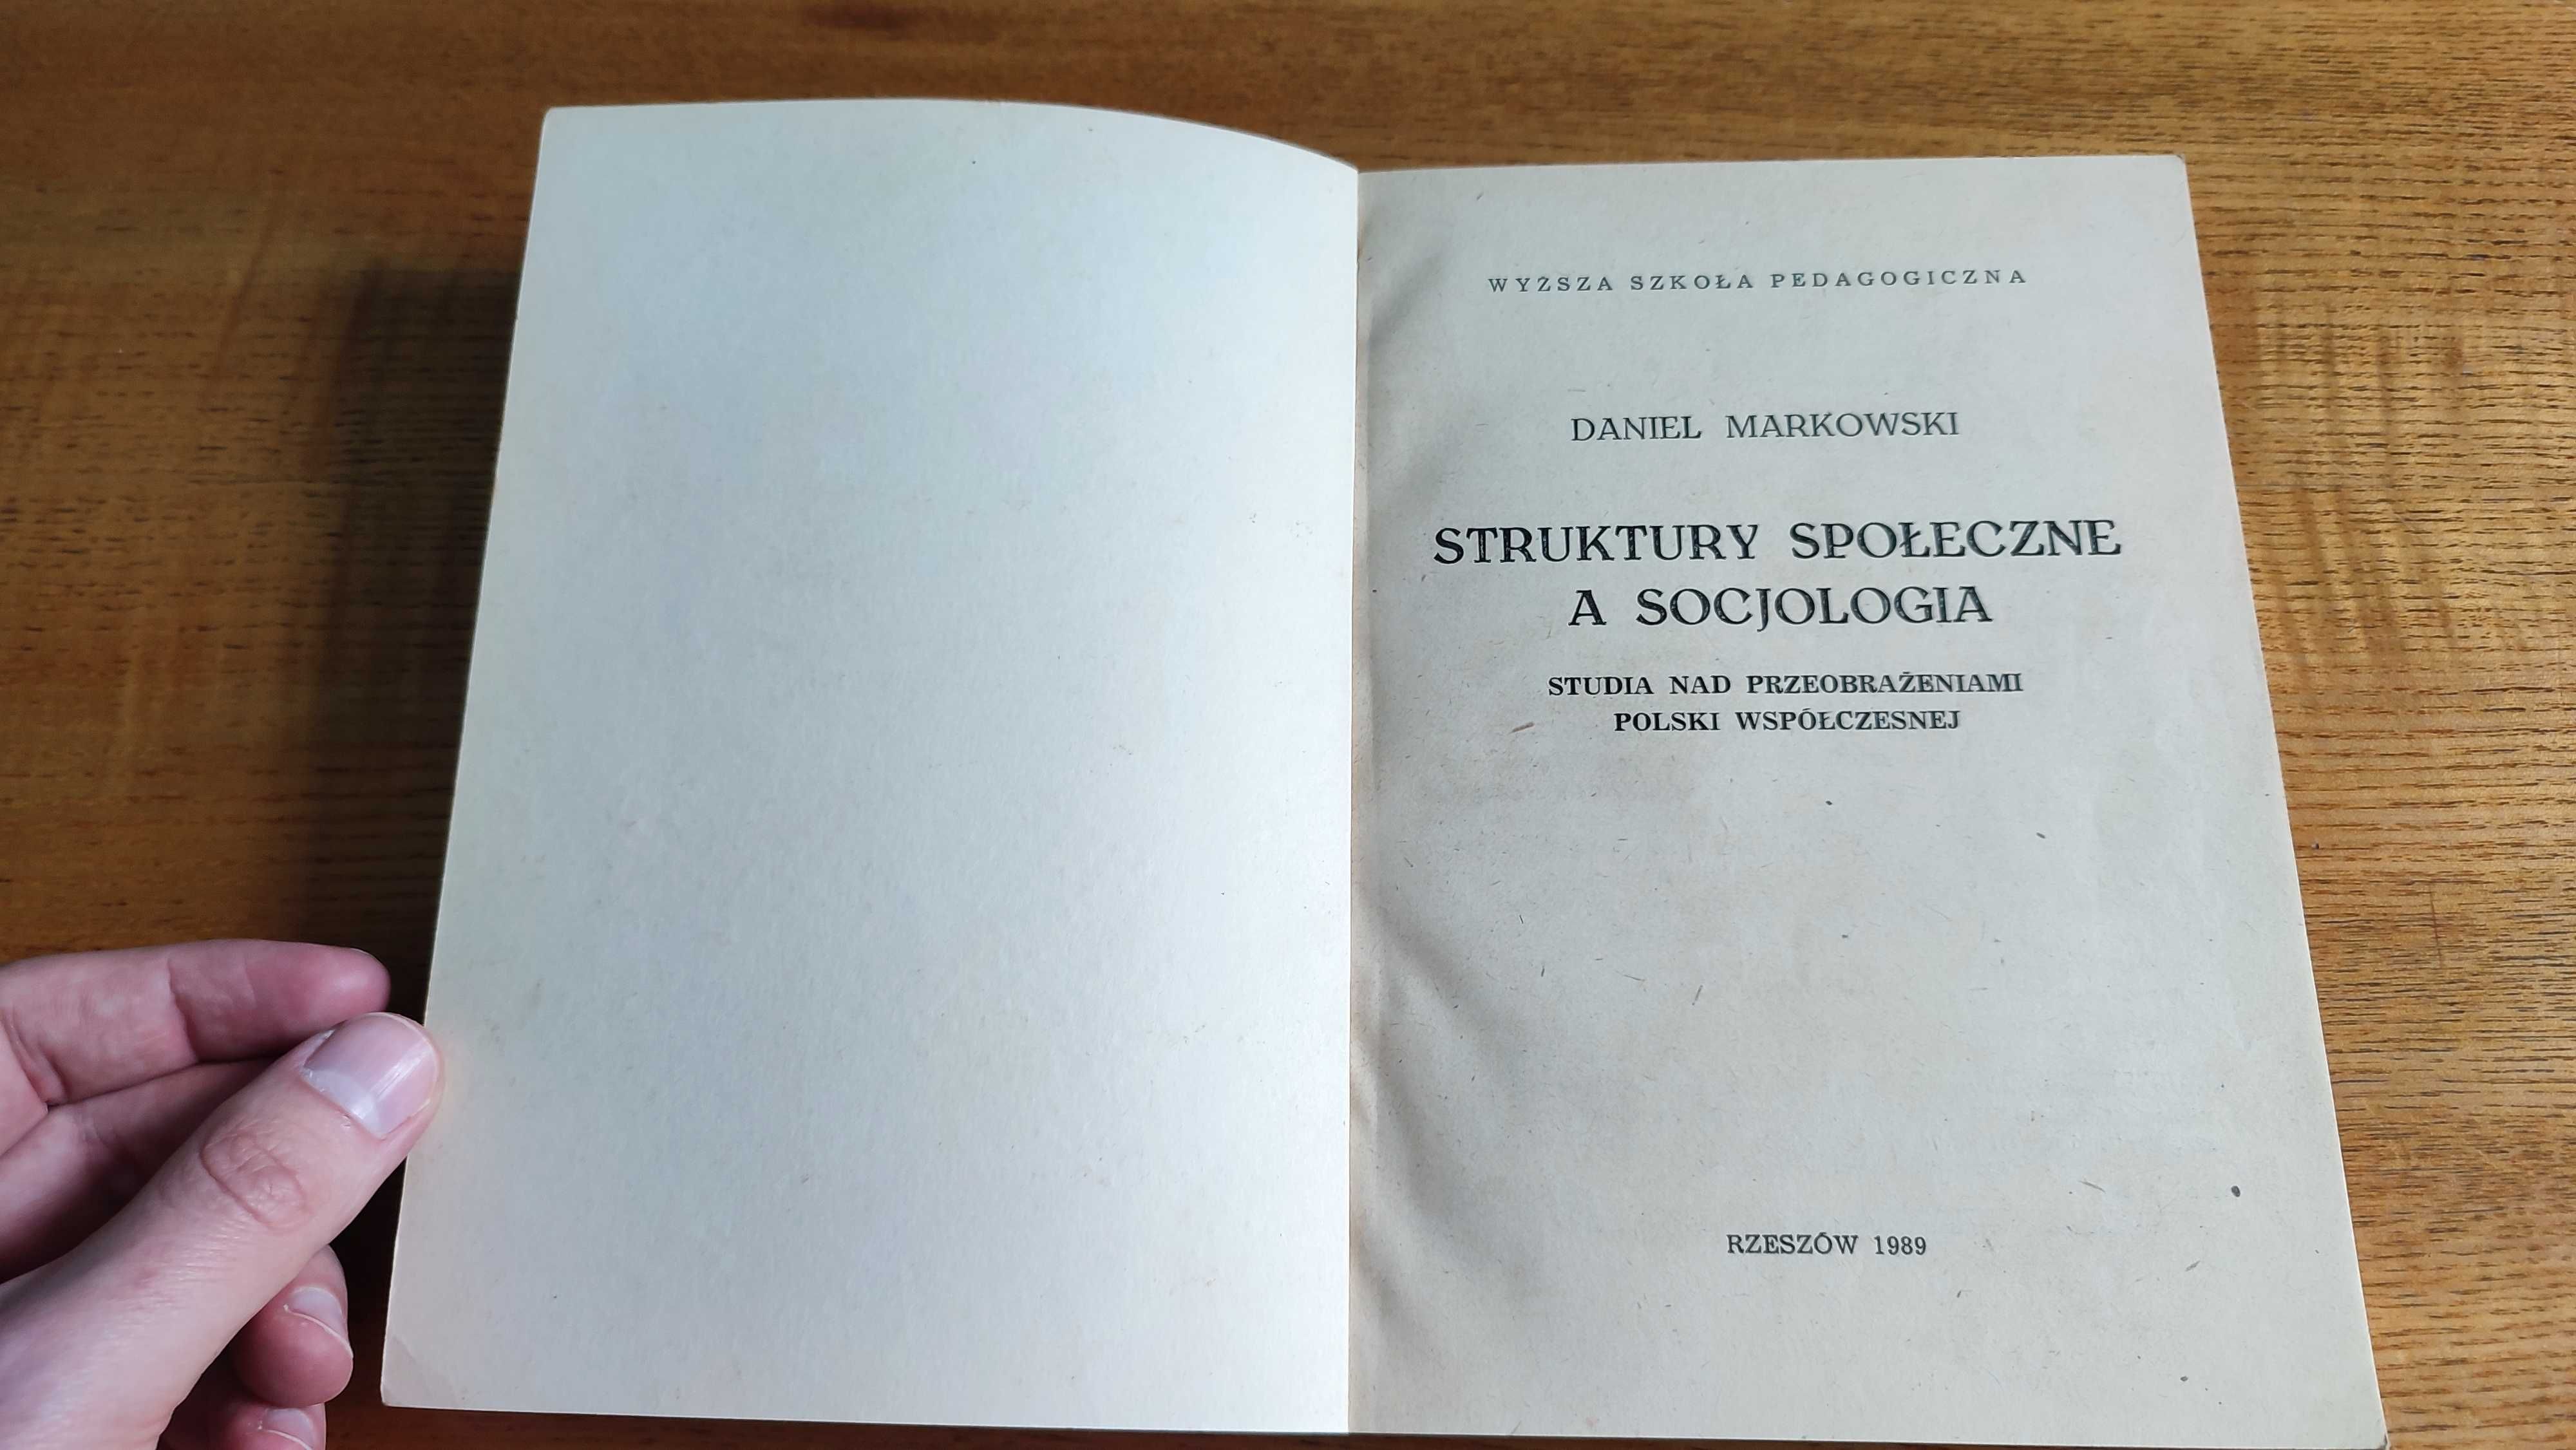 WYŻSZA SZKOŁA PEDAGOGICZNA
DANIEL MARKOWSKI
STRUKTURY SPOŁECZNE
A SOCJOLOGIA
STUDIA NAD PRZEOBRAŻENIAMI
POLSKI WSPÓŁCZESNEJ
RZESZÓW 1989